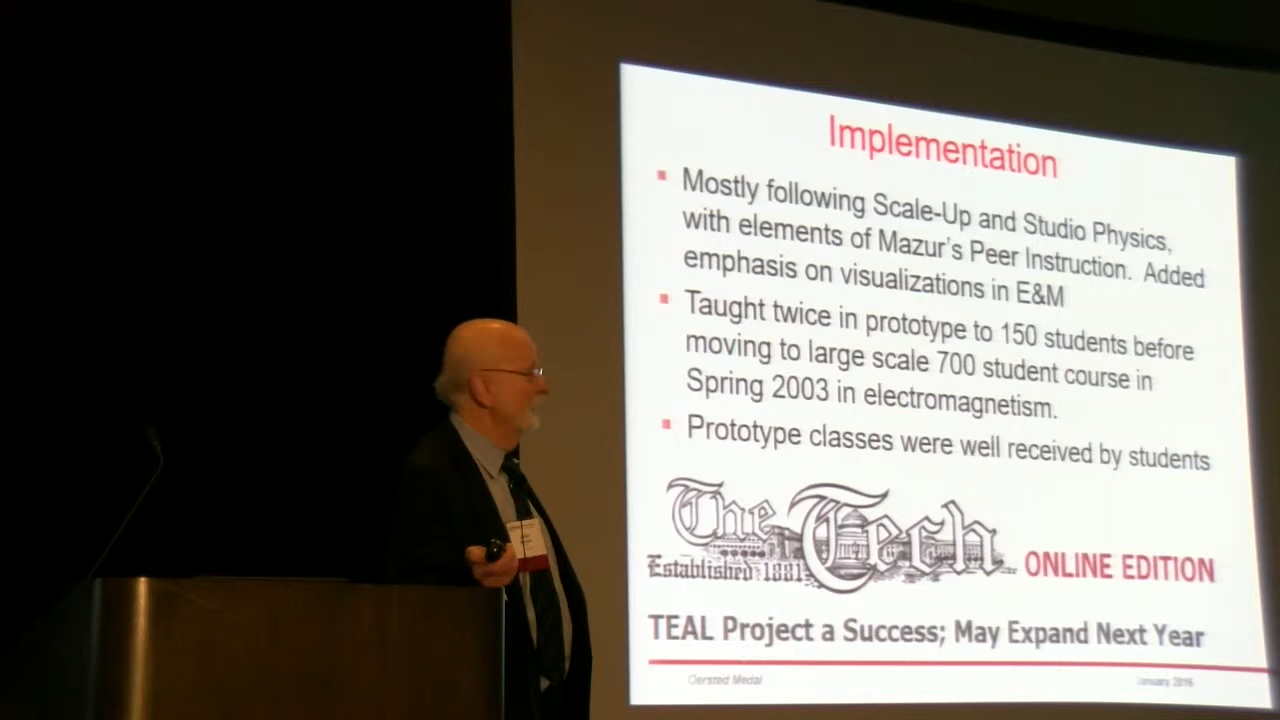 Implementation
Mostly following Scale-Up and Studio Physics,
with elements of Mazur's Peer Instruction. Added
emphasis on visualizations in E&M
Taught twice in prototype to 150 students before
moving to large scale 700 student course in
Spring 2003 in electromagnetism.
Prototype classes were well received by students
The Tech
Established 1881
ONLINE EDITION
TEAL Project a Success; May Expand Next Year
Oersted Medal
January